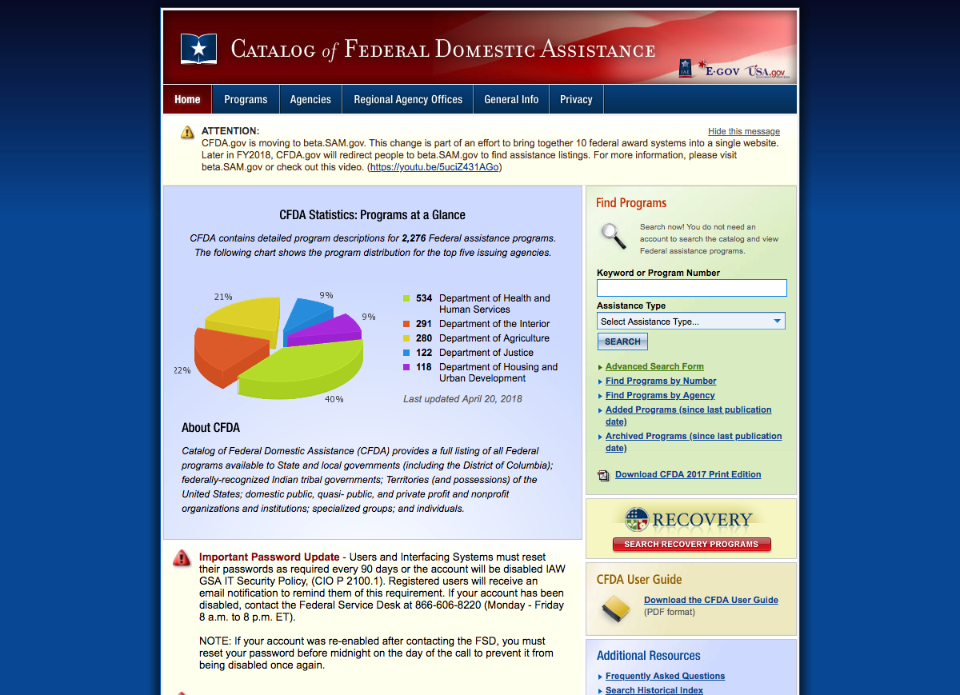 CATALOG of FEDERAL DOMESTIC ASSISTANCE
E-GOV USA.gov
Home Programs Agencies Regional Agency Offices General Info Privacy
ATTENTION: Hide this message
CFDA.gov is moving to beta.SAM.gov. This change is part of an effort to bring together 10 federal award systems into a single website.
Later in FY2018, CFDA.gov will redirect people to beta.SAM.gov to find assistance listings. For more information, please visit
beta.SAM.gov or check out this video. (https://youtu.be/5uciZ431AGo)
CFDA Statistics: Programs at a Glance
CFDA contains detailed program descriptions for 2,276 Federal assistance programs.
The following chart shows the program distribution for the top five issuing agencies.
21%
9%
9%
22%
40%
534 Department of Health and
Human Services
291 Department of the Interior
280 Department of Agriculture
122 Department of Justice
118 Department of Housing and
Urban Development
Last updated April 20, 2018
About CFDA
Catalog of Federal Domestic Assistance (CFDA) provides a full listing of all Federal
programs available to State and local governments (including the District of Columbia);
federally-recognized Indian tribal governments; Territories (and possessions) of the
United States; domestic public, quasi- public, and private profit and nonprofit
organizations and institutions; specialized groups; and individuals.
Important Password Update - Users and Interfacing Systems must reset
their passwords as required every 90 days or the account will be disabled IAW
GSA IT Security Policy, (CIO P 2100.1). Registered users will receive an
email notification to remind them of this requirement. If your account has been
disabled, contact the Federal Service Desk at 866-606-8220 (Monday - Friday
8 a.m. to 8 p.m. ET).
NOTE: If your account was re-enabled after contacting the FSD, you must
reset your password before midnight on the day of the call to prevent it from
being disabled once again.
Find Programs
Search now! You do not need an
account to search the catalog and view
Federal assistance programs.
Keyword or Program Number
Assistance Type
Select Assistance Type...
SEARCH
Advanced Search Form
Find Programs by Number
Find Programs by Agency
Added Programs (since last publication
date)
Archived Programs (since last publication
date)
Download CFDA 2017 Print Edition
RECOVERY
SEARCH RECOVERY PROGRAMS
CFDA User Guide
Download the CFDA User Guide
(PDF format)
Additional Resources
Frequently Asked Questions
Search Historical Index